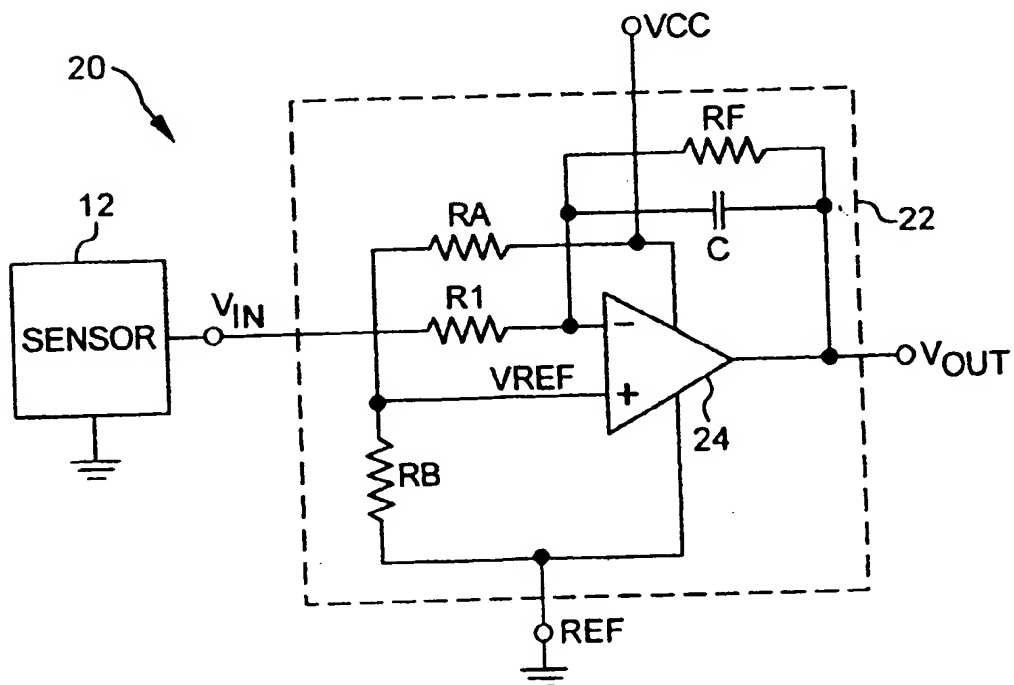 VCC
20
RF
12
RA
C
22
R1
SENSOR
VIN
−
VREF
+
VOUT
24
RB
REF